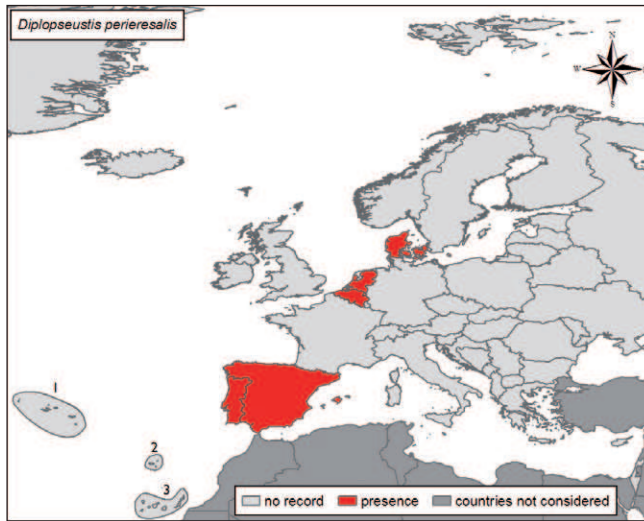 Diplopseustis perieresalis
N
W
S
1
2
3
no record presence countries not considered